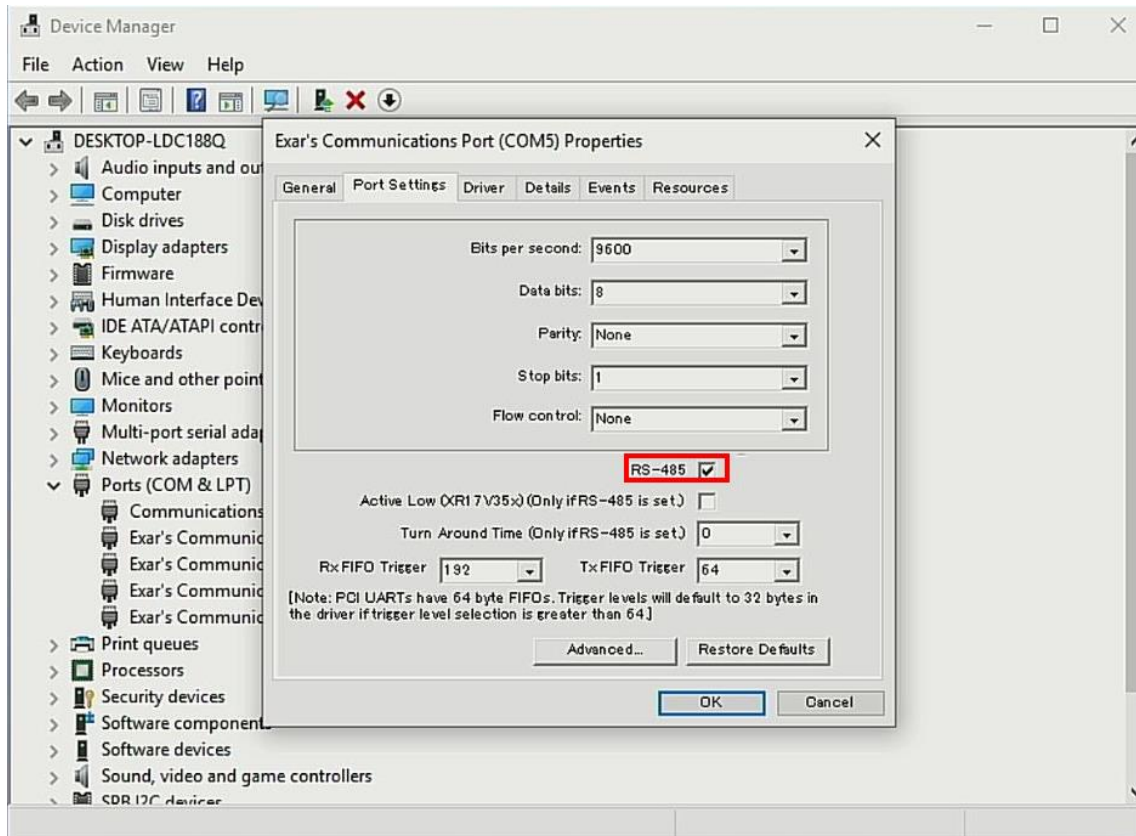 Device Manager
File Action View Help
DESKTOP-LDC188Q
Audio inputs and out
Computer
Disk drives
Display adapters
Firmware
Human Interface Dev
IDE ATA/ATAPI contr
Keyboards
Mice and other point
Monitors
Multi-port serial adap
Network adapters
Ports (COM & LPT)
Communications
Exar's Communic
Exar's Communic
Exar's Communic
Exar's Communic
Print queues
Processors
Security devices
Software components
Software devices
Sound, video and game controllers
SPB I2C devices
Exar's Communications Port (COM5) Properties
General Port Settings Driver Details Events Resources
Bits per second: 9600
Data bits: 8
Parity: None
Stop bits: 1
Flow control: None
RS-485
Active Low (XR17V35x) (Only if RS-485 is set.)
Turn Around Time (Only if RS-485 is set.) 0
Rx FIFO Trigger 192 Tx FIFO Trigger 64
[Note: PCI UARTs have 64 byte FIFOs. Trigger levels will default to 32 bytes in
the driver if trigger level selection is greater than 64.]
Advanced... Restore Defaults
OK Cancel